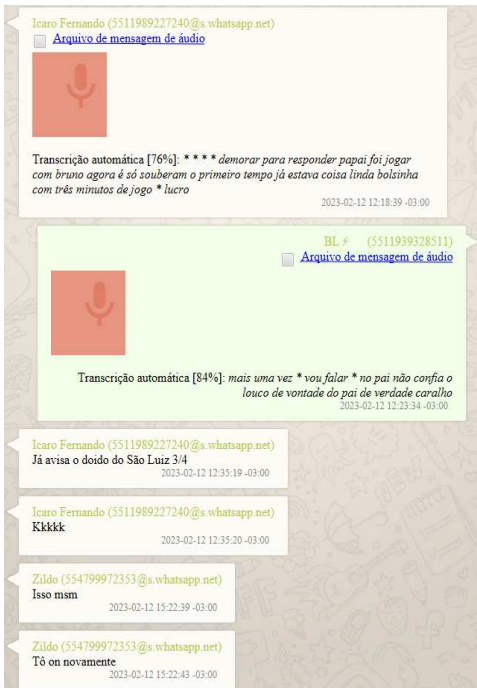 Icaro Fernando (5511989227240@s.whatsapp.net)
Arquivo de mensagem de áudio
Transcrição automática [76%]: * * * * demorar para responder papai foi jogar
com bruno agora é só souberam o primeiro tempo já estava coisa linda bolsinha
com três minutos de jogo * lucro
2023-02-12 12:18:39 -03:00
BL ⚡ (5511939328511)
Arquivo de mensagem de áudio
Transcrição automática [84%]: mais uma vez * vou falar * no pai não confia o
louco de vontade do pai de verdade caralho
2023-02-12 12:23:34 -03:00
Icaro Fernando (5511989227240@s.whatsapp.net)
Já avisa o doido do São Luiz 3/4
2023-02-12 12:35:19 -03:00
Icaro Fernando (5511989227240@s.whatsapp.net)
Kkkkk
2023-02-12 12:35:20 -03:00
Zildo (554799972353@s.whatsapp.net)
Isso msm
2023-02-12 15:22:39 -03:00
Zildo (554799972353@s.whatsapp.net)
Tô on novamente
2023-02-12 15:22:43 -03:00